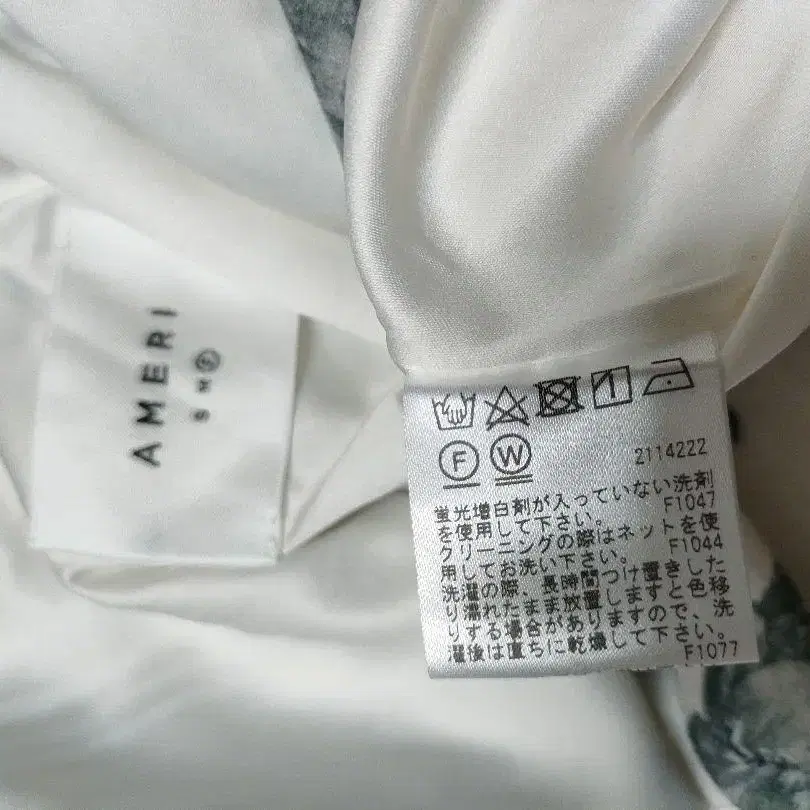 AMERI
S M F
F W
2114222
蛍光増白剤が入っていない洗剤
を使用して下さい。 F1047
クリーニングの際はネットを使
用してお洗い下さい。 F1044
洗濯の際、長時間つけ置きした
り濡れたまま放置しますと色移
りする場合がありますので、洗
濯後は直ちに乾燥して下さい。
F1077